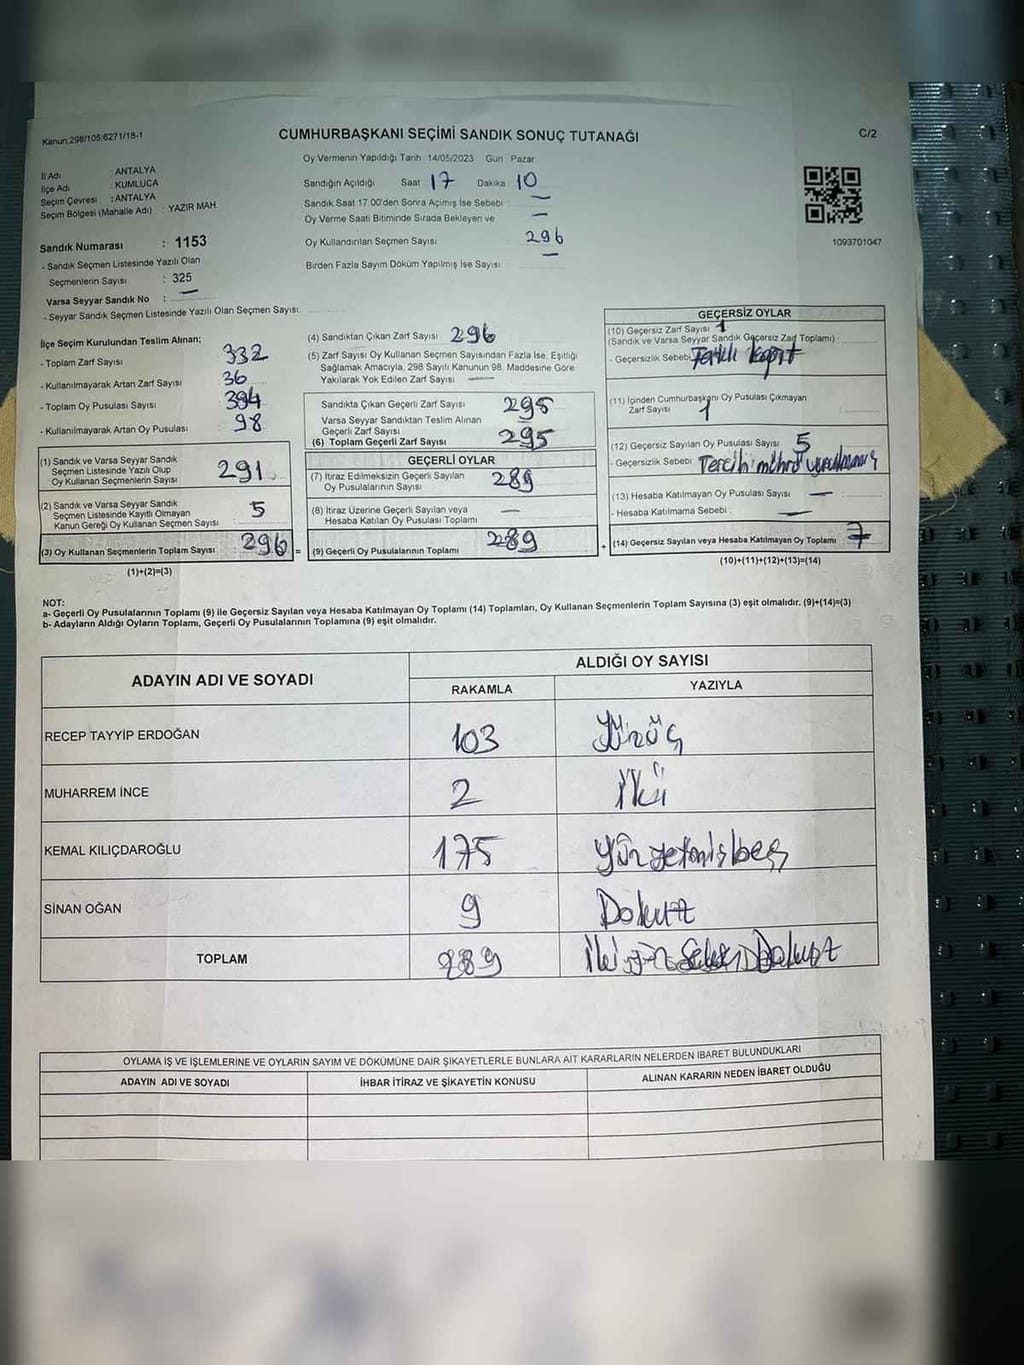 Kanun:298/105;6271/18-1
CUMHURBAŞKANI SEÇİMİ SANDIK SONUÇ TUTANAĞI
C/2
Oy Vermenin Yapıldığı Tarih 14/05/2023 Gün Pazar
İl Adı : ANTALYA
İlçe Adı : KUMLUCA
Seçim Çevresi : ANTALYA
Seçim Bölgesi (Mahalle Adı) : YAZIR MAH.
Sandık Numarası : 1153
- Sandık Seçmen Listesinde Yazılı Olan
Seçmenlerin Sayısı : 325
Varsa Seyyar Sandık No : —
- Seyyar Sandık Seçmen Listesinde Yazılı Olan Seçmen Sayısı:
Sandığın Açıldığı Saat 17 Dakika 10
Sandık Saat 17.00'den Sonra Açımış İse Sebebi : —
Oy Verme Saati Bitiminde Sırada Bekleyen ve : —
Oy Kullandırılan Seçmen Sayısı : 296
Birden Fazla Sayım Döküm Yapılmış İse Sayısı : —
1093701047
İlçe Seçim Kurulundan Teslim Alınan;
- Toplam Zarf Sayısı : 332
- Kullanılmayarak Artan Zarf Sayısı : 36
- Toplam Oy Pusulası Sayısı : 394
- Kullanılmayarak Artan Oy Pusulası : 98
(1) Sandık ve Varsa Seyyar Sandık
Seçmen Listesinde Yazılı Olup
Oy Kullanan Seçmenlerin Sayısı : 291
(2) Sandık ve Varsa Seyyar Sandık
Seçmen Listesinde Kayıtlı Olmayan
Kanun Gereği Oy Kullanan Seçmen Sayısı : 5
(3) Oy Kullanan Seçmenlerin Toplam Sayısı : 296 =
(1)+(2)=(3)
(4) Sandıktan Çıkan Zarf Sayısı : 296
(5) Zarf Sayısı Oy Kullanan Seçmen Sayısından Fazla İse, Eşitliği
Sağlamak Amacıyla, 298 Sayılı Kanunun 98. Maddesine Göre
Yakılarak Yok Edilen Zarf Sayısı : —
Sandıkta Çıkan Geçerli Zarf Sayısı : 295
Varsa Seyyar Sandıktan Teslim Alınan
Geçerli Zarf Sayısı : —
(6) Toplam Geçerli Zarf Sayısı : 295
GEÇERLİ OYLAR
(7) İtiraz Edilmeksizin Geçerli Sayılan
Oy Pusulalarının Sayısı : 289
(8) İtiraz Üzerine Geçerli Sayılan veya
Hesaba Katılan Oy Pusulası Toplamı : —
(9) Geçerli Oy Pusulalarının Toplamı : 289 +
GEÇERSİZ OYLAR
(10) Geçersiz Zarf Sayısı 1
(Sandık ve Varsa Seyyar Sandık Geçersiz Zarf Toplamı) :
- Geçersizlik Sebebi:
(11) İçinden Cumhurbaşkanı Oy Pusulası Çıkmayan
Zarf Sayısı : 1
(12) Geçersiz Sayılan Oy Pusulası Sayısı : 5
- Geçersizlik Sebebi : Tercih mührü vurulmamış
(13) Hesaba Katılmayan Oy Pusulası Sayısı : —
- Hesaba Katılmama Sebebi : —
(14) Geçersiz Sayılan veya Hesaba Katılmayan Oy Toplamı : 7
(10)+(11)+(12)+(13)=(14)
NOT:
a- Geçerli Oy Pusulalarının Toplamı (9) ile Geçersiz Sayılan veya Hesaba Katılmayan Oy Toplamı (14) Toplamları, Oy Kullanan Seçmenlerin Toplam Sayısına (3) eşit olmalıdır. (9)+(14)=(3)
b- Adayların Aldığı Oyların Toplamı, Geçerli Oy Pusulalarının Toplamına (9) eşit olmalıdır.
ADAYIN ADI VE SOYADI
ALDIĞI OY SAYISI
RAKAMLA YAZIYLA
RECEP TAYYİP ERDOĞAN 103 Yüzüç
MUHARREM İNCE 2 İki
KEMAL KILIÇDAROĞLU 175 Yüzyetmişbeş
SİNAN OĞAN 9 Dokuz
TOPLAM 289 İkiyüzSeksenDokuz
OYLAMA İŞ VE İŞLEMLERİNE VE OYLARIN SAYIM VE DÖKÜMÜNE DAİR ŞİKAYETLERLE BUNLARA AİT KARARLARIN NELERDEN İBARET BULUNDUKLARI
ADAYIN ADI VE SOYADI İHBAR İTİRAZ VE ŞİKAYETİN KONUSU ALINAN KARARIN NEDEN İBARET OLDUĞU